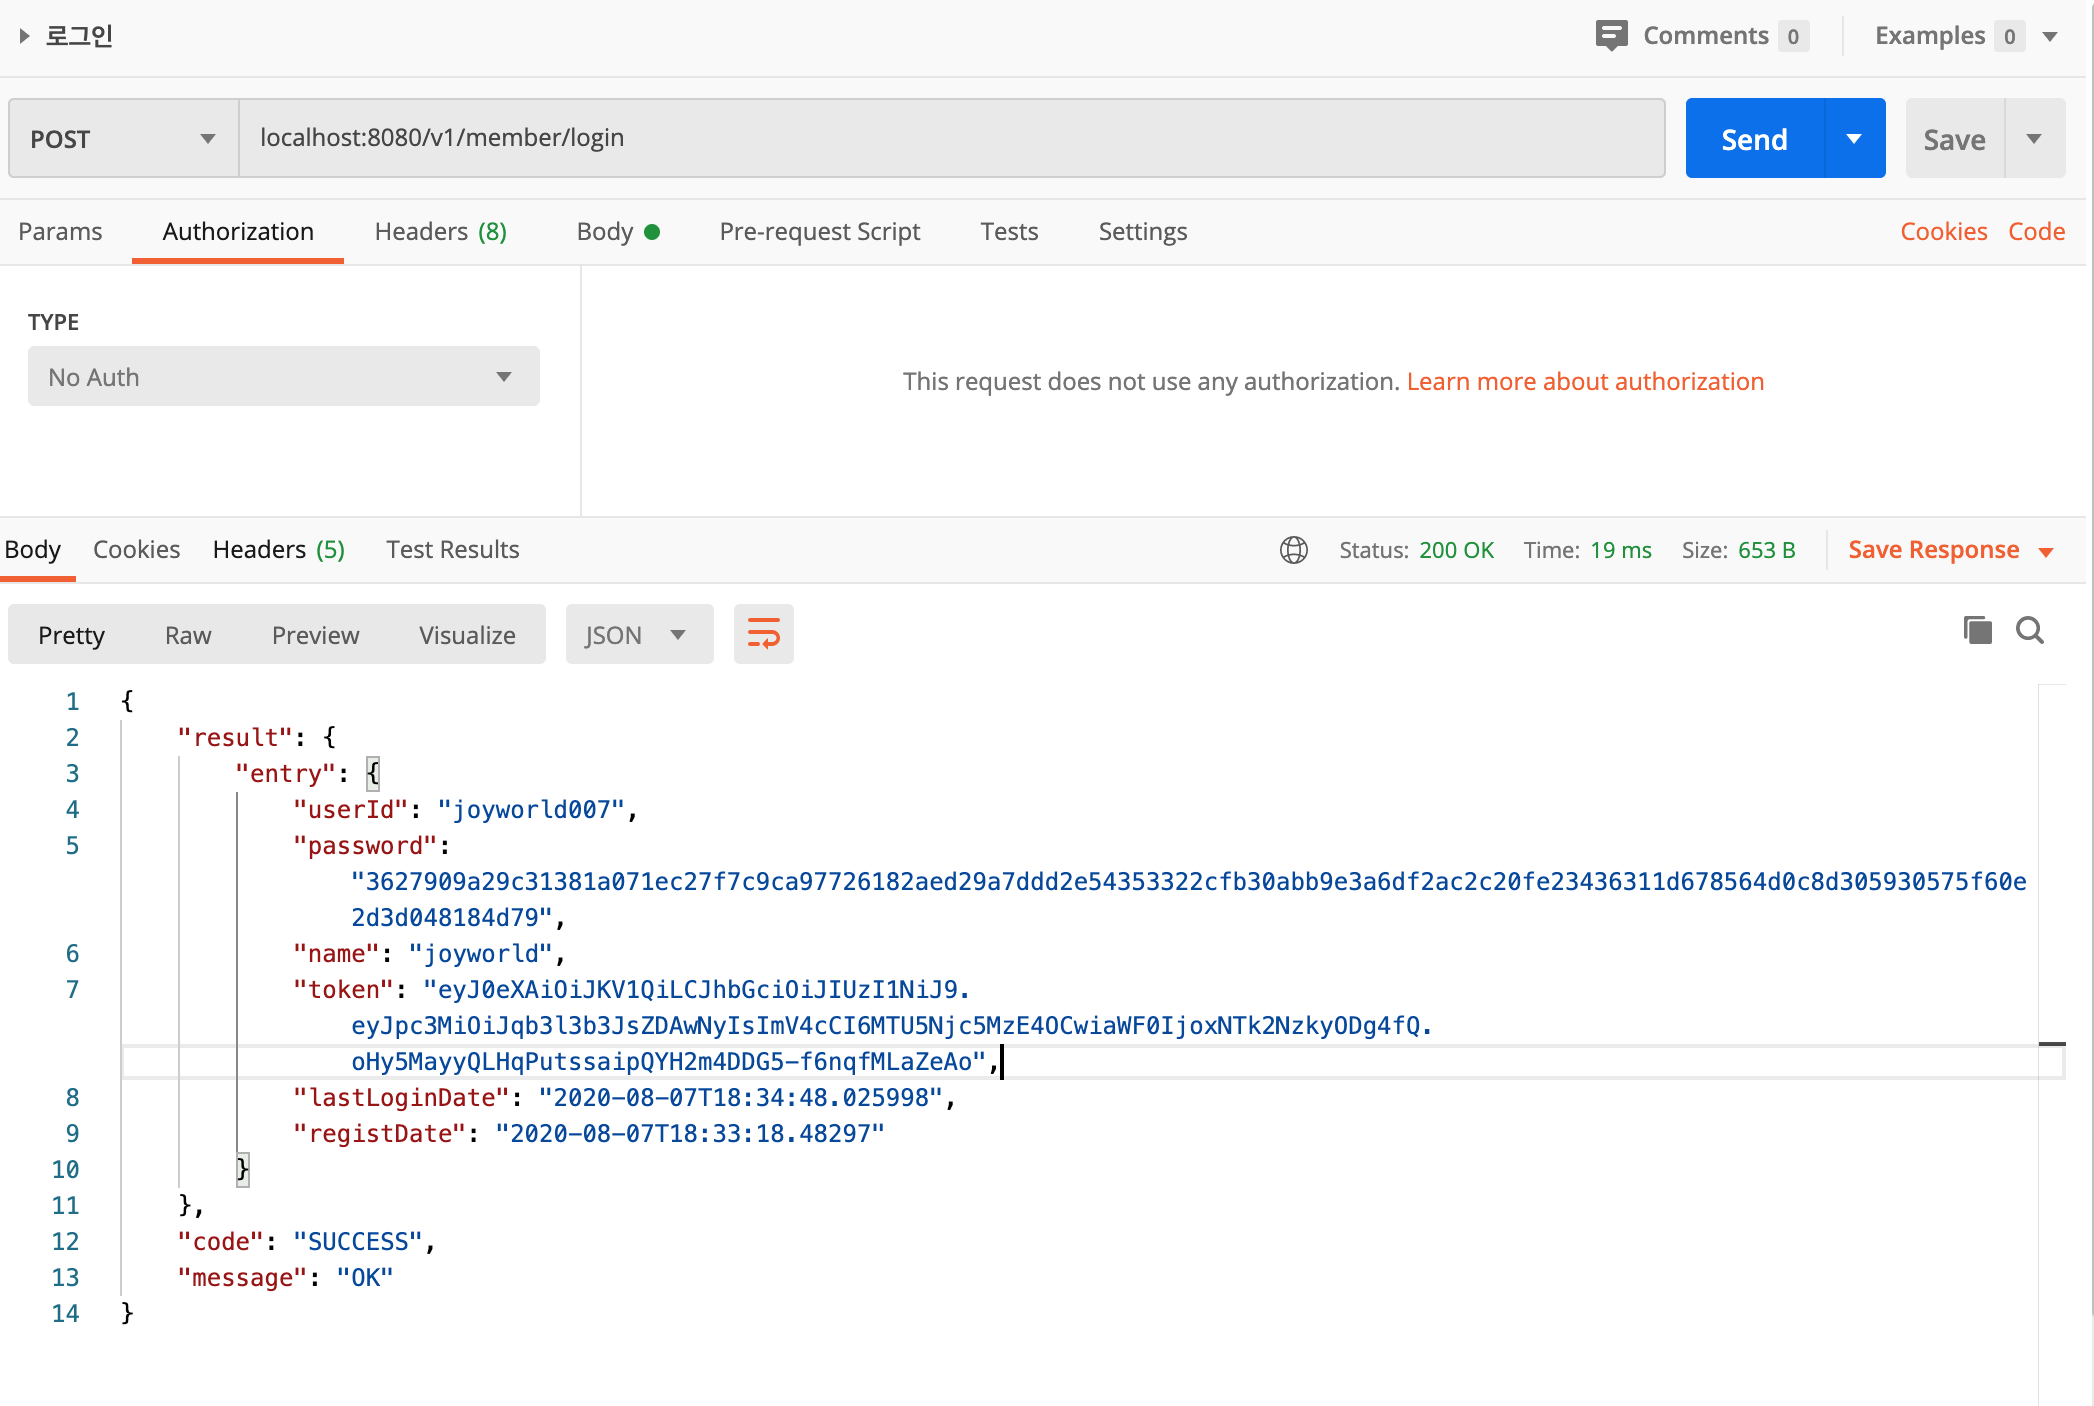 로그인
Comments 0
Examples 0
POST
localhost:8080/v1/member/login
Send
Save
Params
Authorization
Headers (8)
Body
Pre-request Script
Tests
Settings
Cookies
Code
TYPE
No Auth
This request does not use any authorization. Learn more about authorization
Body
Cookies
Headers (5)
Test Results
Status: 200 OK
Time: 19 ms
Size: 653 B
Save Response
Pretty
Raw
Preview
Visualize
JSON
1 {
2 "result": {
3 "entry": {
4 "userId": "joyworld007",
5 "password":
"3627909a29c31381a071ec27f7c9ca97726182aed29a7ddd2e54353322cfb30abb9e3a6df2ac2c20fe23436311d678564d0c8d305930575f60e
2d3d048184d79",
6 "name": "joyworld",
7 "token": "eyJ0eXAiOiJKV1QiLCJhbGciOiJIUzI1NiJ9.
eyJpc3MiOiJqb3l3b3JsZDAwNyIsImV4cCI6MTU5Njc5MzE4OCwiaWF0IjoxNTk2NzkyODg4fQ.
oHy5MayyQLHqPutssaipQYH2m4DDG5-f6nqfMLaZeAo",
8 "lastLoginDate": "2020-08-07T18:34:48.025998",
9 "registDate": "2020-08-07T18:33:18.48297"
10 }
11 },
12 "code": "SUCCESS",
13 "message": "OK"
14 }